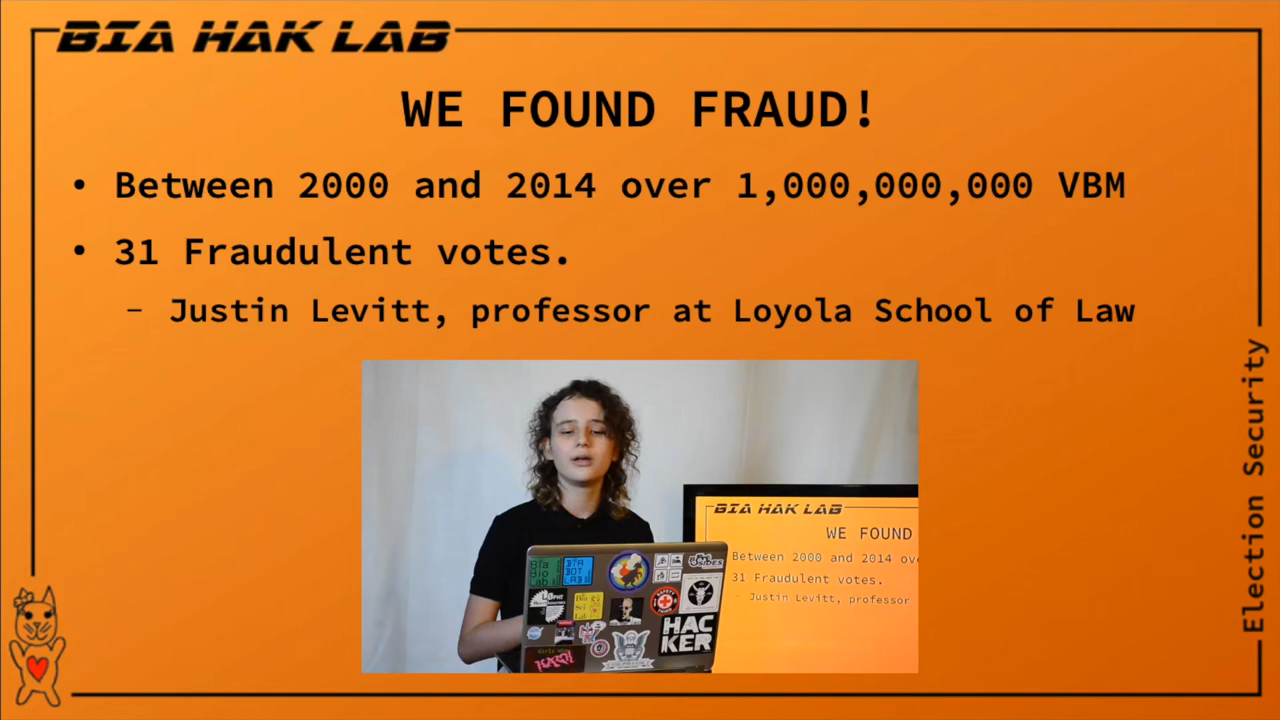 BIA HAK LAB
WE FOUND FRAUD!
• Between 2000 and 2014 over 1,000,000,000 VBM
• 31 Fraudulent votes.
– Justin Levitt, professor at Loyola School of Law
Election Security
BIA HAK LAB
WE FOUND
Between 2000 and 2014 ov
31 Fraudulent votes.
- Justin Levitt, professor
HAC
KER